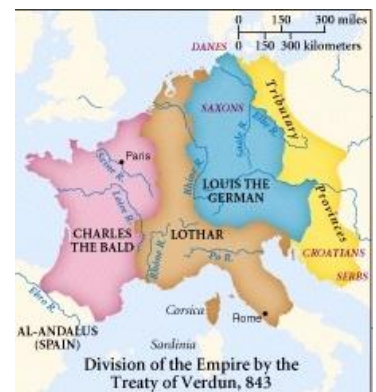 0 150 300 miles
0 150 300 kilometers
DANES
SAXONS
Tributary
Elbe R.
Saale R.
Paris
Seine R.
Rhine R.
LOUIS THE
GERMAN
Loire R.
Provinces
CHARLES
THE BALD
LOTHAR
Rhone R.
Po R.
CROATIANS
SERBS
Ebro R.
Corsica
Rome
AL-ANDALUS
(SPAIN)
Sardinia
Division of the Empire by the
Treaty of Verdun, 843